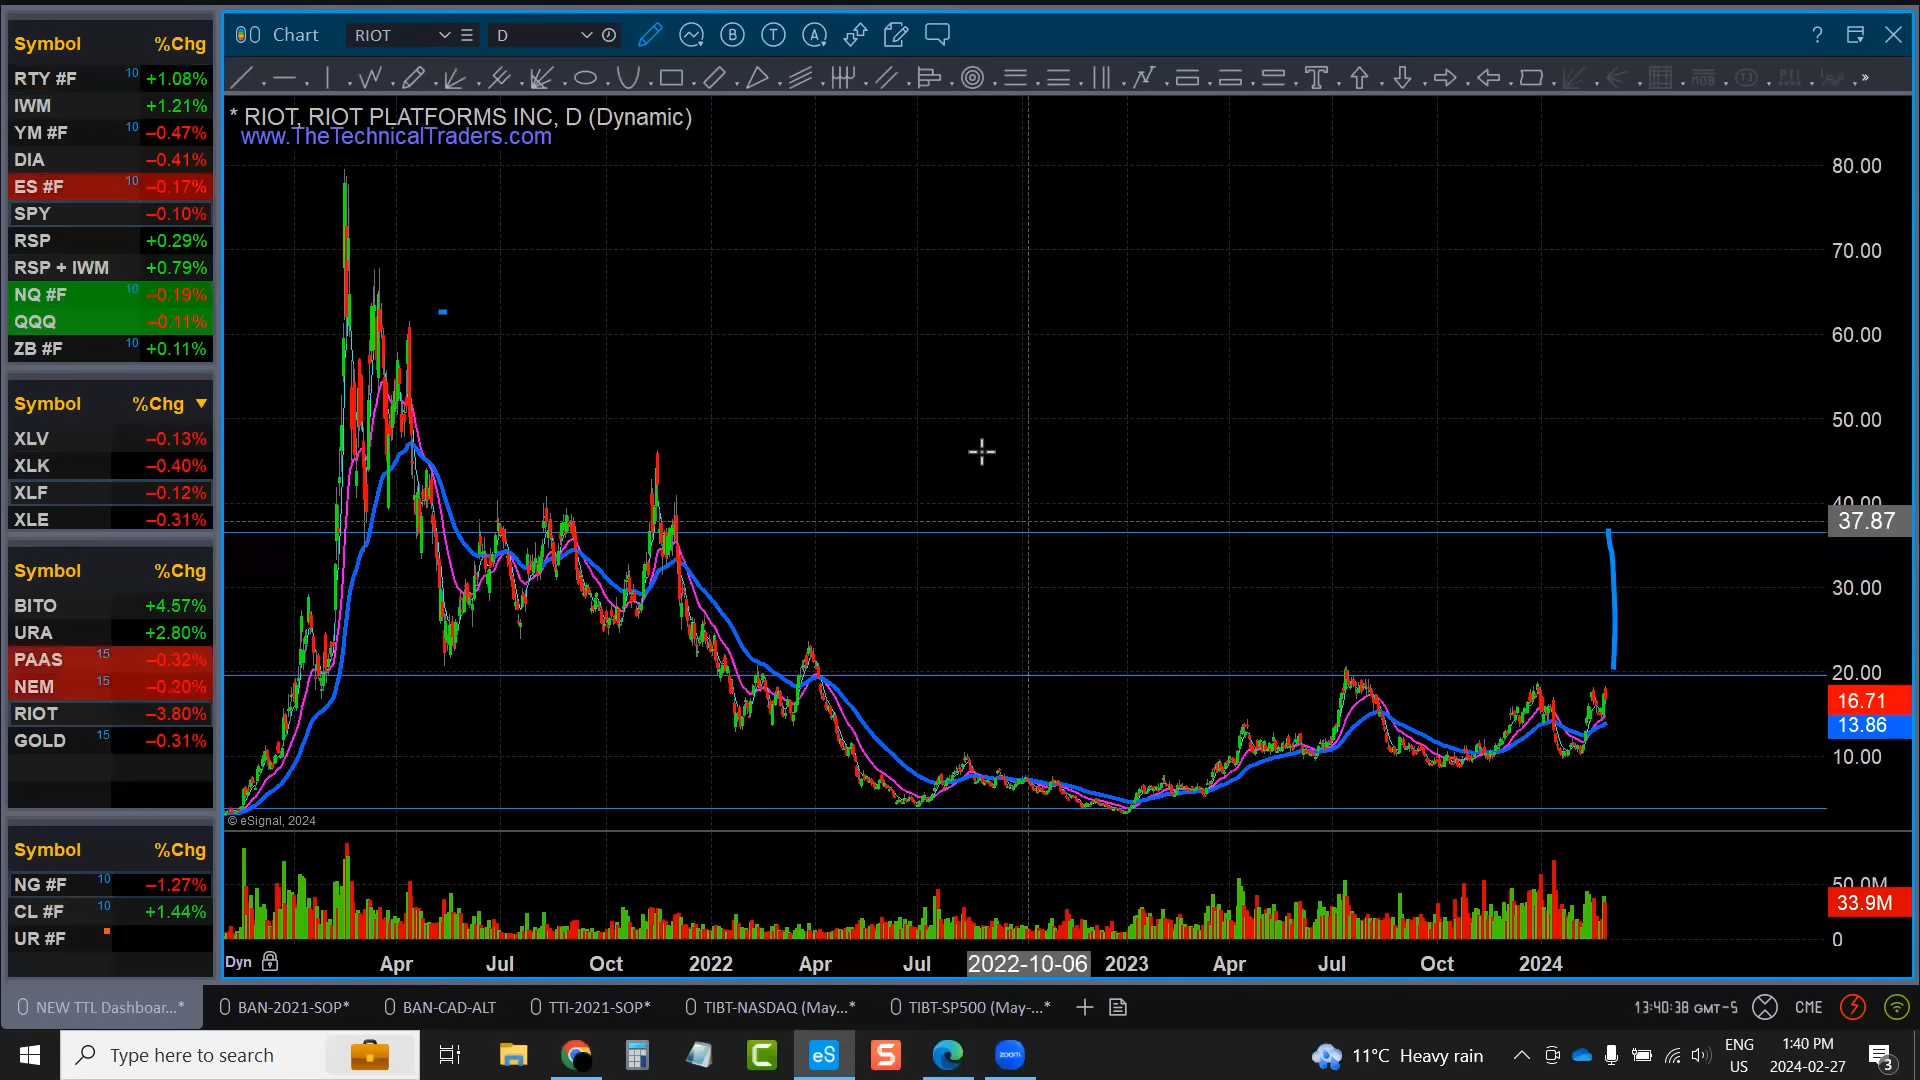 Chart
RIOT
D
B
T
A
?
Symbol %Chg
RTY #F 10 +1.08%
IWM +1.21%
YM #F 10 –0.47%
DIA –0.41%
ES #F 10 –0.17%
SPY –0.10%
RSP +0.29%
RSP + IWM +0.79%
NQ #F 10 –0.19%
QQQ –0.11%
ZB #F 10 +0.11%
Symbol %Chg ▼
XLV –0.13%
XLK –0.40%
XLF –0.12%
XLE –0.31%
Symbol %Chg
BITO +4.57%
URA +2.80%
PAAS 15 –0.32%
NEM 15 –0.20%
RIOT –3.80%
GOLD 15 –0.31%
Symbol %Chg
NG #F 10 –1.27%
CL #F 10 +1.44%
UR #F
* RIOT, RIOT PLATFORMS INC, D (Dynamic)
www.TheTechnicalTraders.com
80.00
70.00
60.00
50.00
40.00
37.87
30.00
20.00
16.71
13.86
10.00
© eSignal, 2024
50.0M
33.9M
0
Dyn Apr Jul Oct 2022 Apr Jul 2022-10-06 2023 Apr Jul Oct 2024
NEW TTL Dashboar...* BAN-2021-SOP* BAN-CAD-ALT TTI-2021-SOP* TIBT-NASDAQ (May...* TIBT-SP500 (May-...* 13:40:38 GMT-5 CME
Type here to search
eS
zoom
11°C Heavy rain
ENG
US
1:40 PM
2024-02-27
3